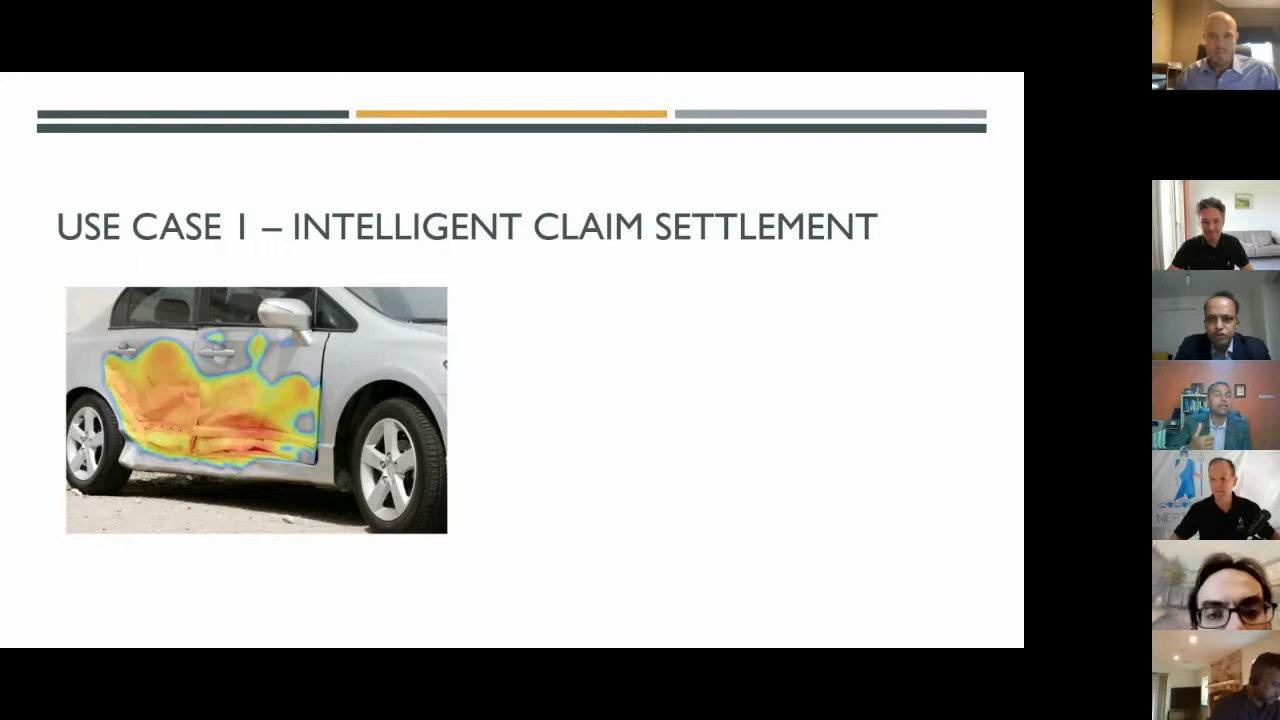 USE CASE 1 – INTELLIGENT CLAIM SETTLEMENT